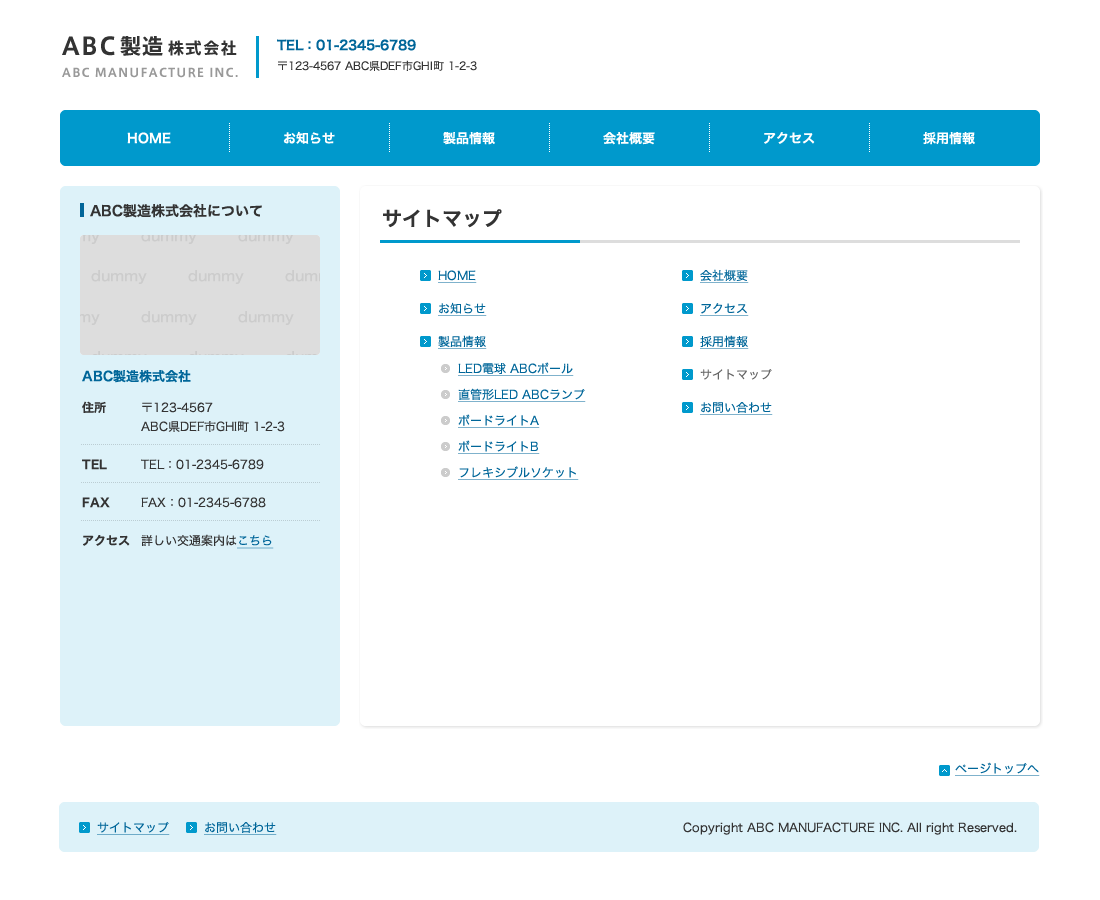 ABC製造 株式会社
ABC MANUFACTURE INC.
TEL：01-2345-6789
〒123-4567 ABC県DEF市GHI町 1-2-3
HOME
お知らせ
製品情報
会社概要
アクセス
採用情報
ABC製造株式会社について
dummy dummy dummy
dummy dummy dummy
dummy dummy dummy
ABC製造株式会社
住所 〒123-4567
ABC県DEF市GHI町 1-2-3
TEL TEL：01-2345-6789
FAX FAX：01-2345-6788
アクセス 詳しい交通案内はこちら
サイトマップ
HOME
お知らせ
製品情報
LED電球 ABCボール
直管形LED ABCランプ
ボードライトA
ボードライトB
フレキシブルソケット
会社概要
アクセス
採用情報
サイトマップ
お問い合わせ
ページトップへ
サイトマップ
お問い合わせ
Copyright ABC MANUFACTURE INC. All right Reserved.